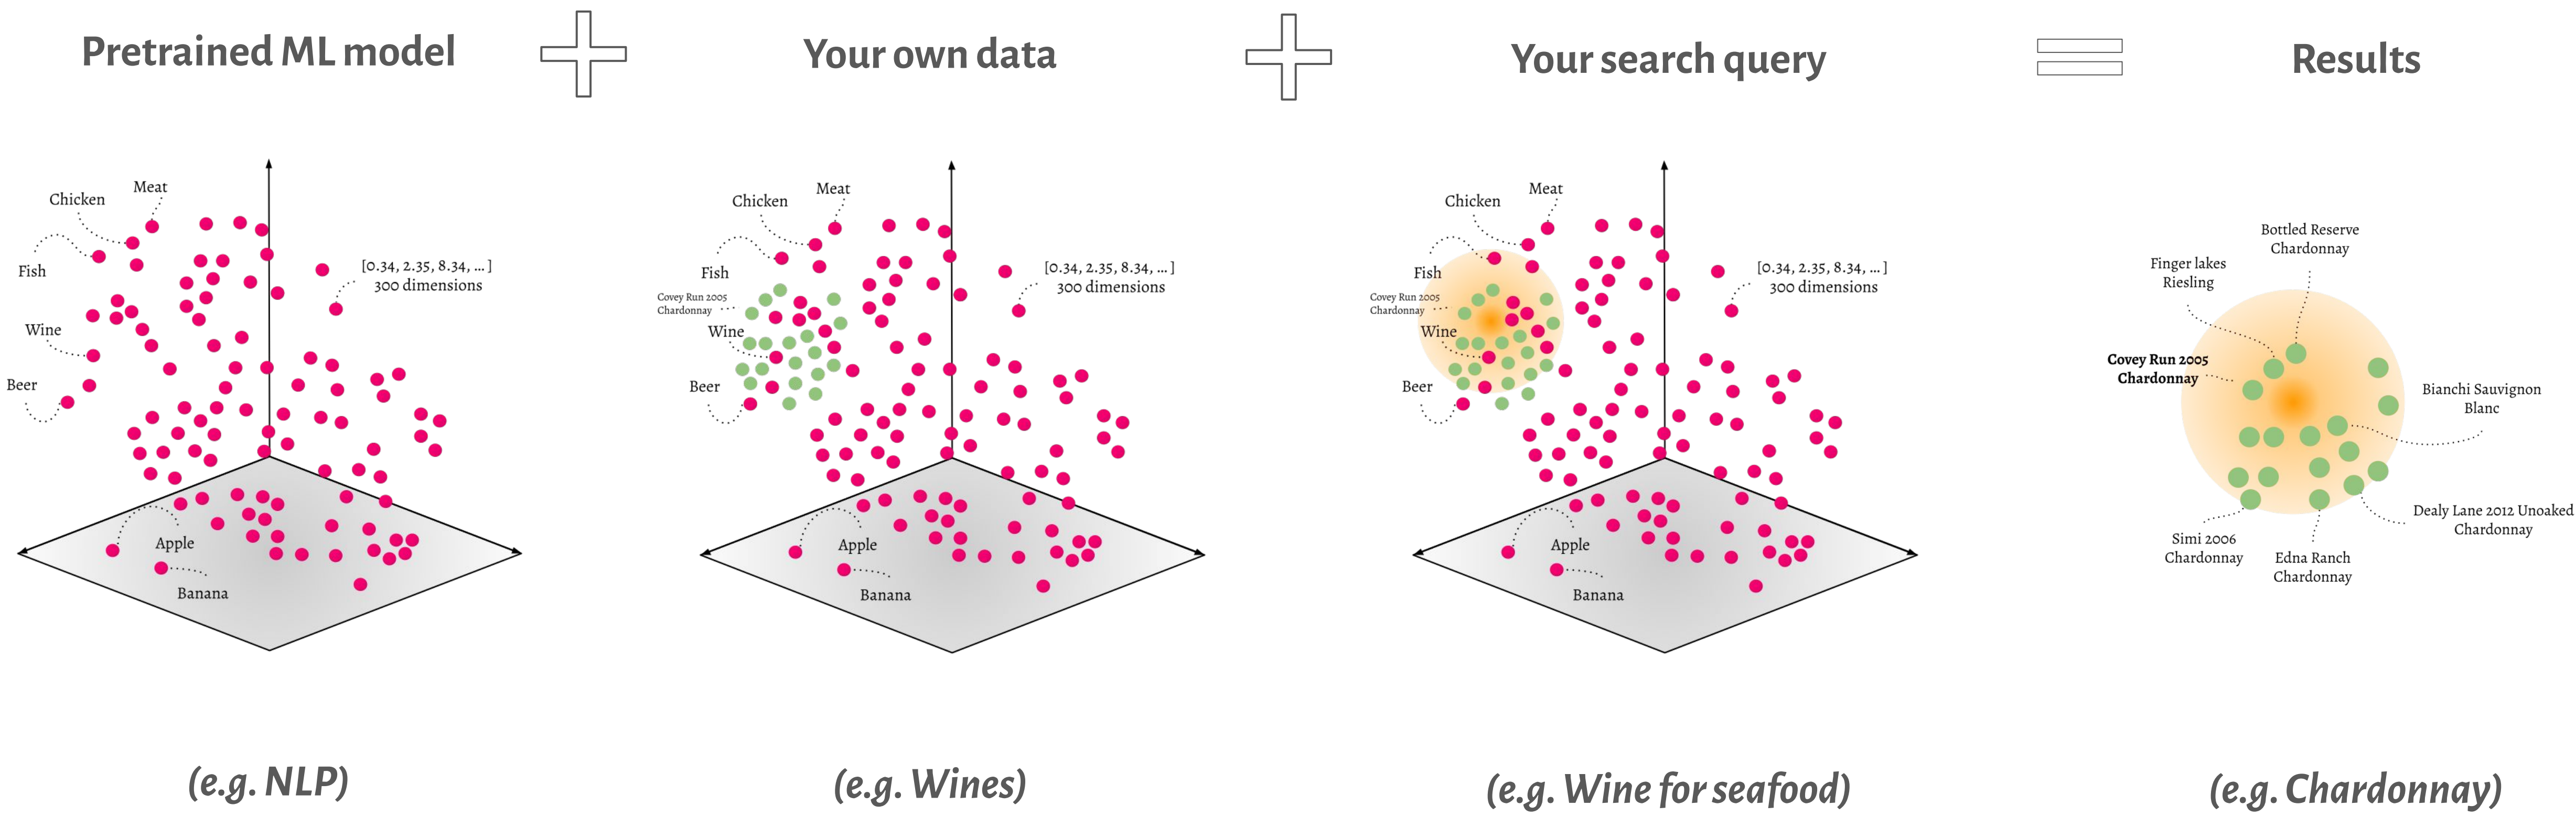 Pretrained ML model
Your own data
Your search query
Results
Meat
Chicken
Fish
[0.34, 2.35, 8.34, ... ]
300 dimensions
Wine
Beer
Apple
Banana
Meat
Chicken
Fish
[0.34, 2.35, 8.34, ... ]
300 dimensions
Covey Run 2005
Chardonnay
Wine
Beer
Apple
Banana
Meat
Chicken
Fish
[0.34, 2.35, 8.34, ... ]
300 dimensions
Covey Run 2005
Chardonnay
Wine
Beer
Apple
Banana
Bottled Reserve
Chardonnay
Finger lakes
Riesling
Covey Run 2005
Chardonnay
Bianchi Sauvignon
Blanc
Dealy Lane 2012 Unoaked
Chardonnay
Simi 2006
Chardonnay
Edna Ranch
Chardonnay
(e.g. NLP)
(e.g. Wines)
(e.g. Wine for seafood)
(e.g. Chardonnay)